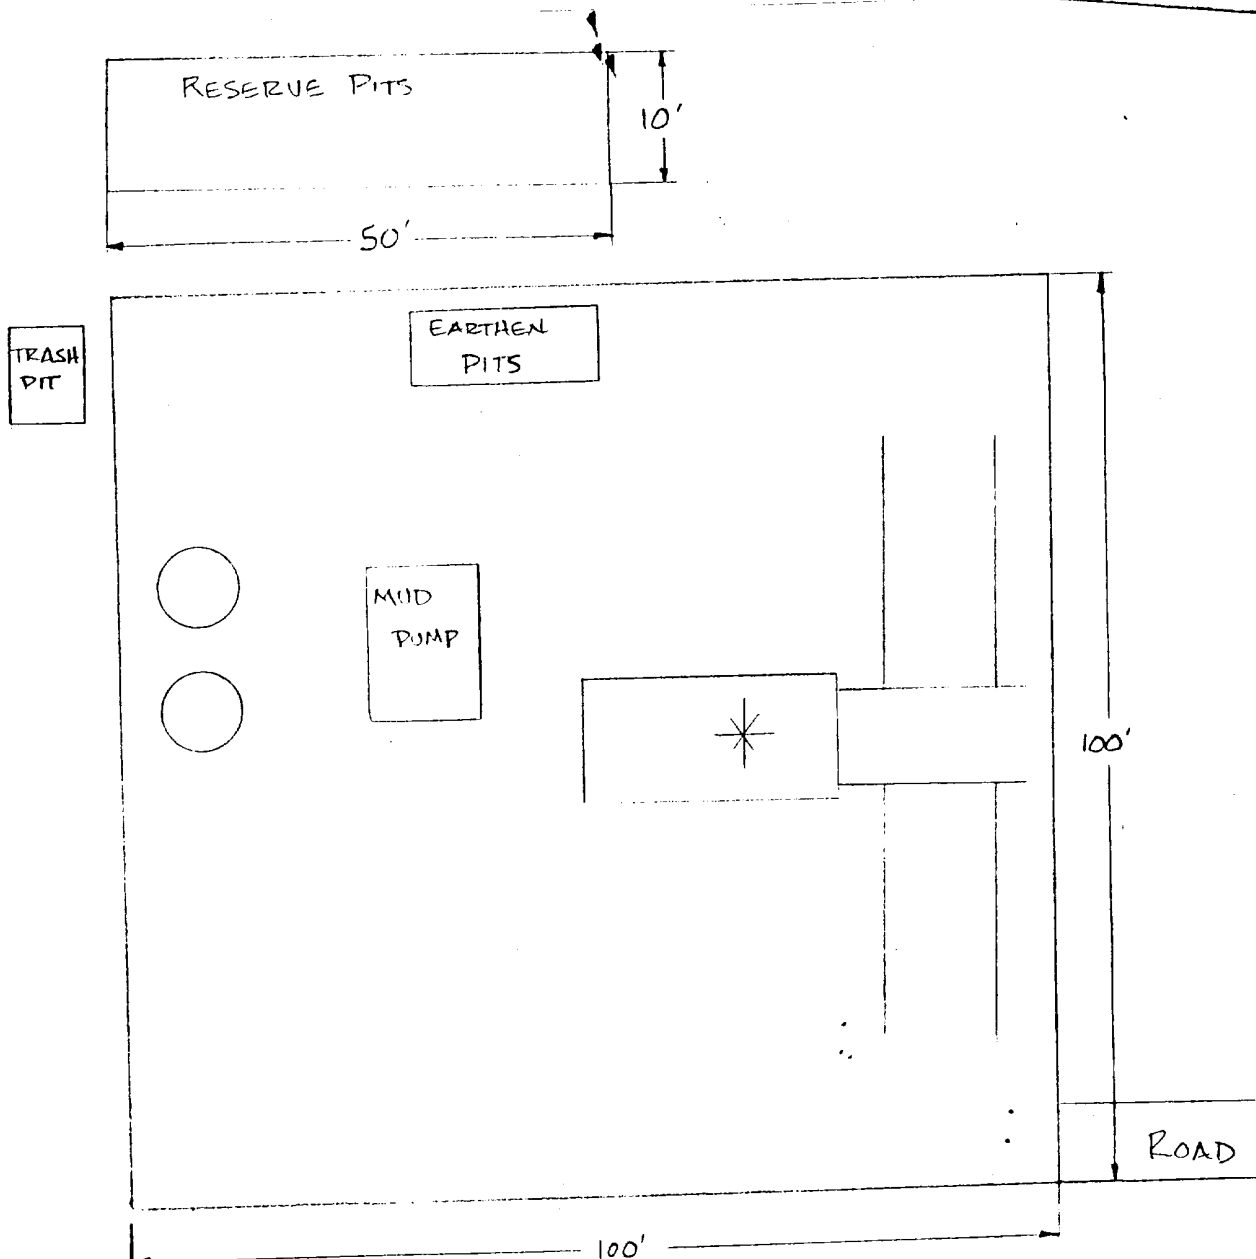 RESERVE PITS
10'
50'
EARTHEN
PITS
TRASH
PIT
MUD
PUMP
100'
ROAD
100'